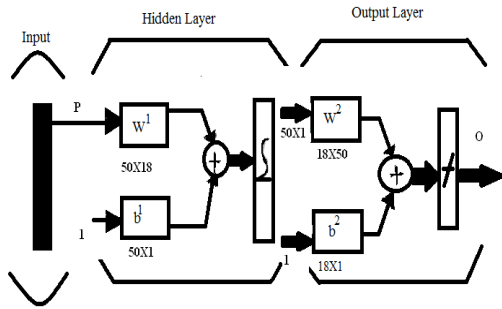 Input
Hidden Layer
Output Layer
P
W1
50X18
1
b1
50X1
+
50X1
W2
18X50
1
b2
18X1
+
O